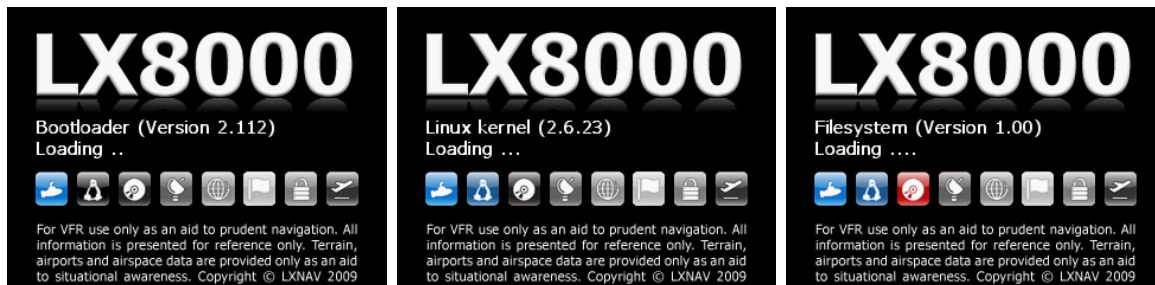 LX8000
Bootloader (Version 2.112)
Loading ..
For VFR use only as an aid to prudent navigation. All
information is presented for reference only. Terrain,
airports and airspace data are provided only as an aid
to situational awareness. Copyright © LXNAV 2009
LX8000
Linux kernel (2.6.23)
Loading ...
For VFR use only as an aid to prudent navigation. All
information is presented for reference only. Terrain,
airports and airspace data are provided only as an aid
to situational awareness. Copyright © LXNAV 2009
LX8000
Filesystem (Version 1.00)
Loading ....
For VFR use only as an aid to prudent navigation. All
information is presented for reference only. Terrain,
airports and airspace data are provided only as an aid
to situational awareness. Copyright © LXNAV 2009